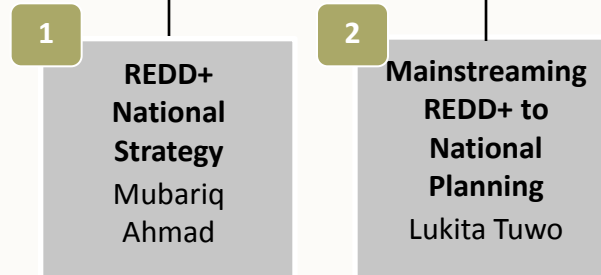 1
REDD+
National
Strategy
Mubariq
Ahmad
2
Mainstreaming
REDD+ to
National
Planning
Lukita Tuwo